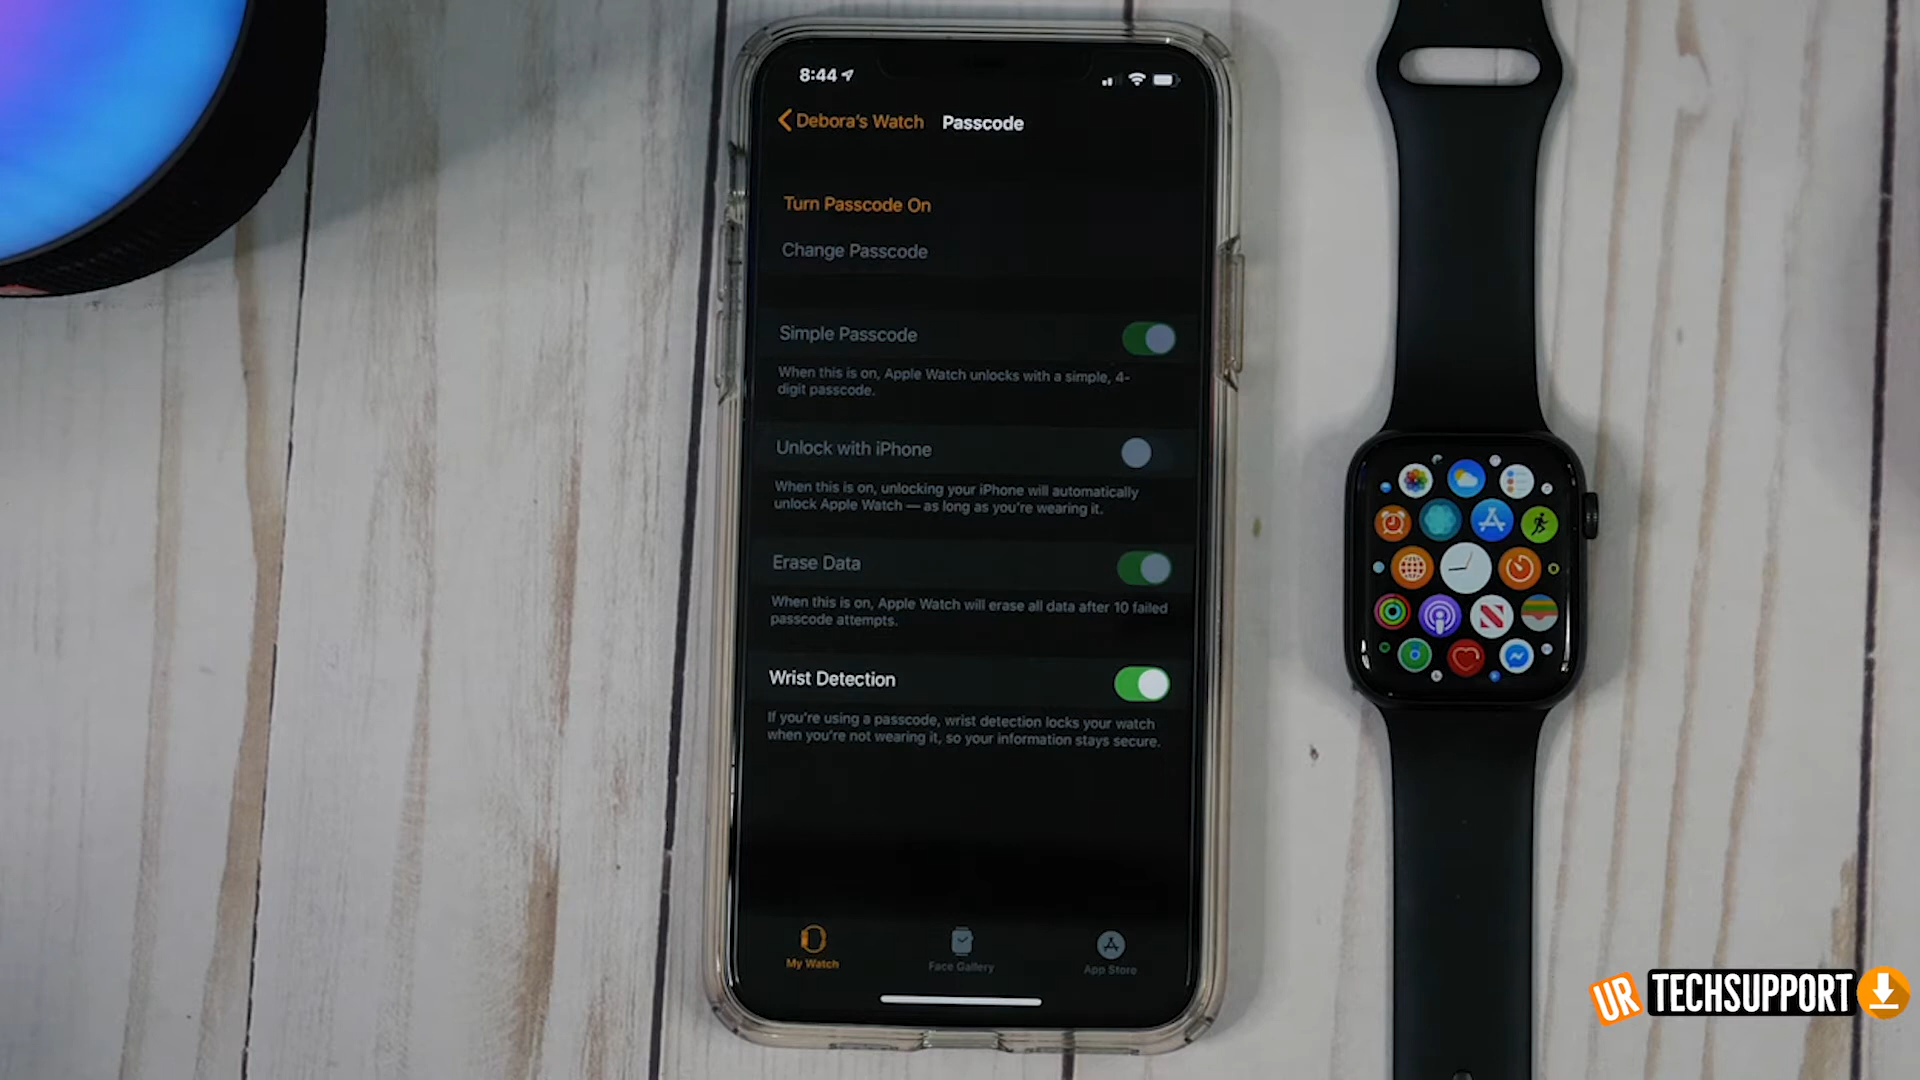 8:44
Debora's Watch Passcode
Turn Passcode On
Change Passcode
Simple Passcode
When this is on, Apple Watch unlocks with a simple, 4-
digit passcode.
Unlock with iPhone
When this is on, unlocking your iPhone will automatically
unlock Apple Watch — as long as you're wearing it.
Erase Data
When this is on, Apple Watch will erase all data after 10 failed
passcode attempts.
Wrist Detection
If you're using a passcode, wrist detection locks your watch
when you're not wearing it, so your information stays secure.
My Watch Face Gallery App Store
UR TECHSUPPORT